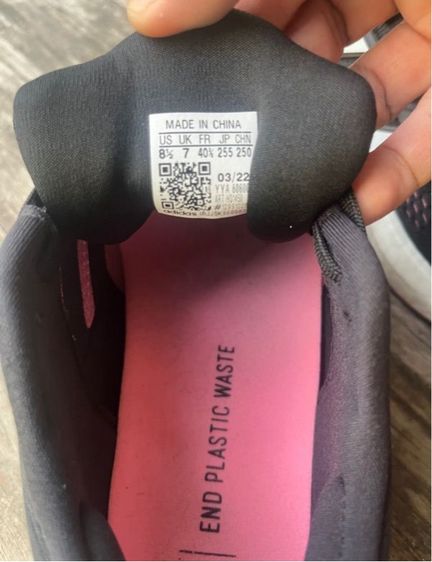 MADE IN CHINA
US UK FR JP CHN
8½ 7 40⅔ 255 250
03/22
YYA
adidas
END PLASTIC WASTE